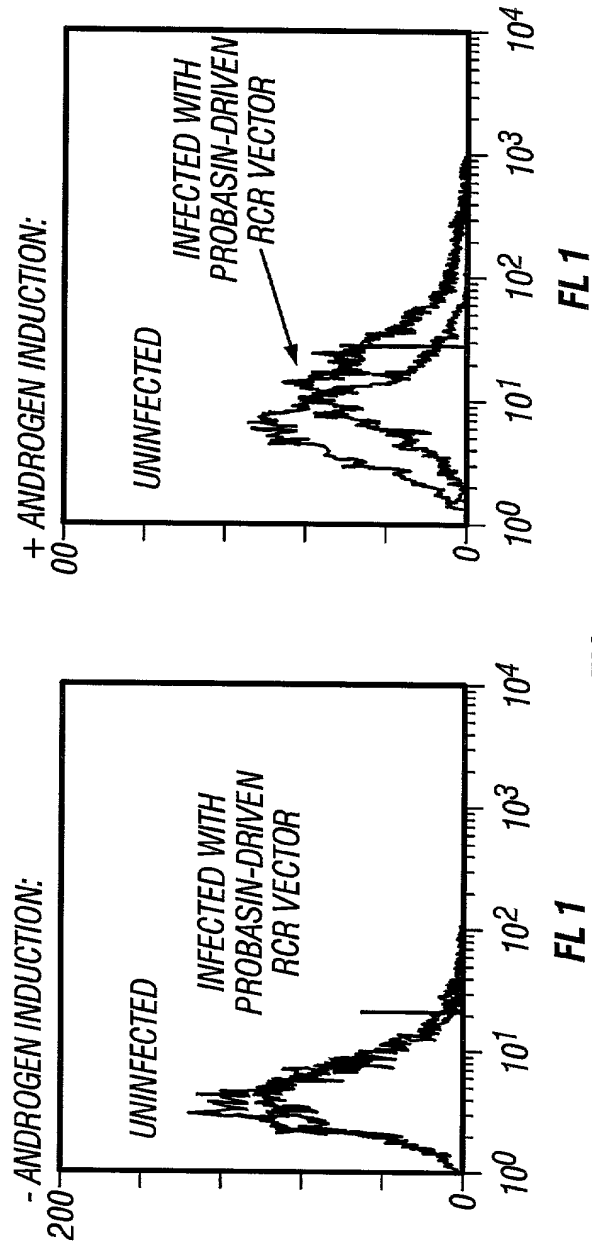 - ANDROGEN INDUCTION:
200
UNINFECTED
INFECTED WITH
PROBASIN-DRIVEN
RCR VECTOR
0
10^0 10^1 10^2 10^3 10^4
FL 1
+ ANDROGEN INDUCTION:
00
UNINFECTED
INFECTED WITH
PROBASIN-DRIVEN
RCR VECTOR
0
10^0 10^1 10^2 10^3 10^4
FL 1